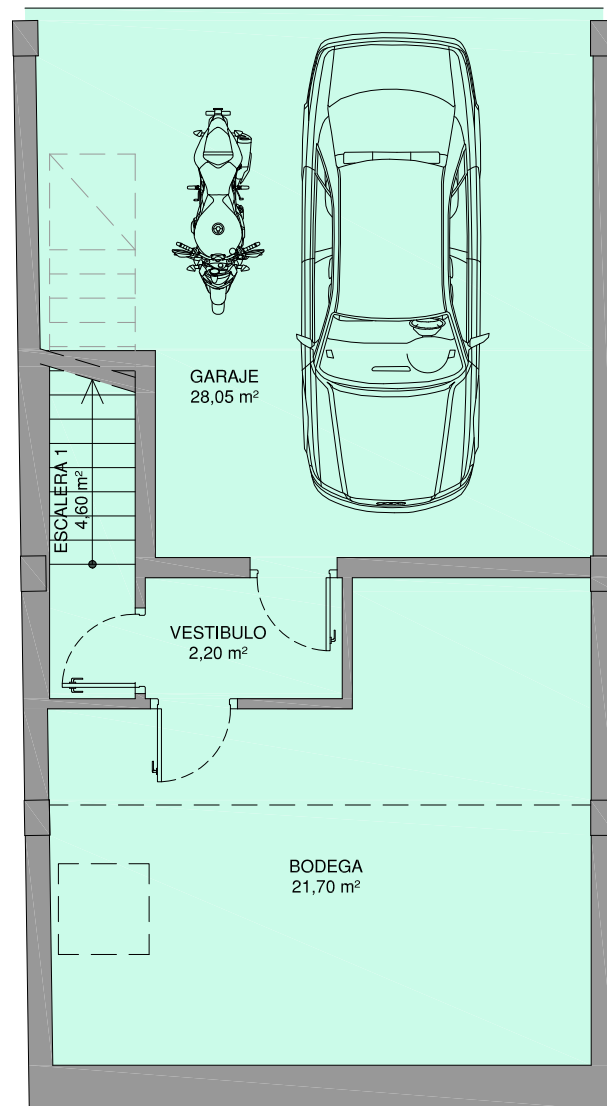 GARAJE
28,05 m²
ESCALERA 1
4,60 m²
VESTIBULO
2,20 m²
BODEGA
21,70 m²